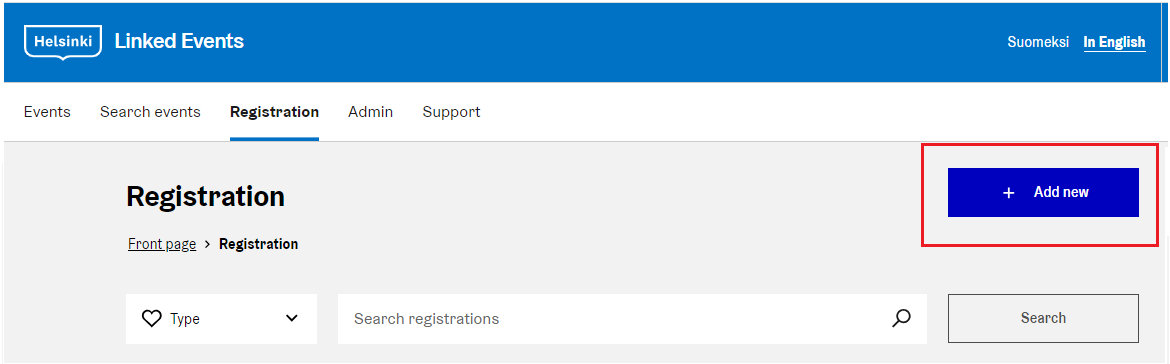 Helsinki Linked Events
Suomeksi In English
Events Search events Registration Admin Support
Registration
+ Add new
Front page > Registration
Type
Search registrations
Search